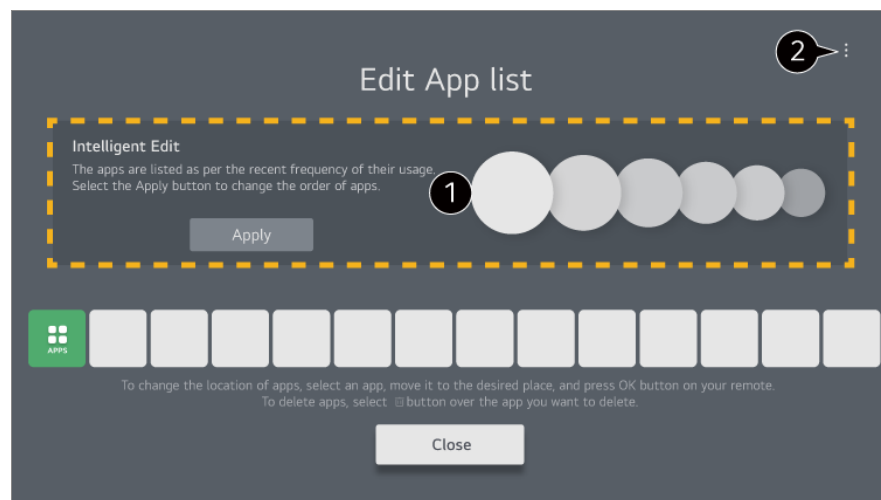 2
Edit App list
Intelligent Edit
The apps are listed as per the recent frequency of their usage.
Select the Apply button to change the order of apps.
1
Apply
APPS
To change the location of apps, select an app, move it to the desired place, and press OK button on your remote.
To delete apps, select button over the app you want to delete.
Close